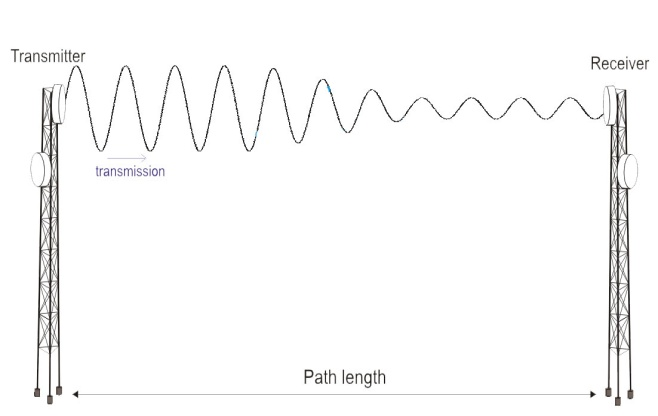 Transmitter
Receiver
transmission
Path length